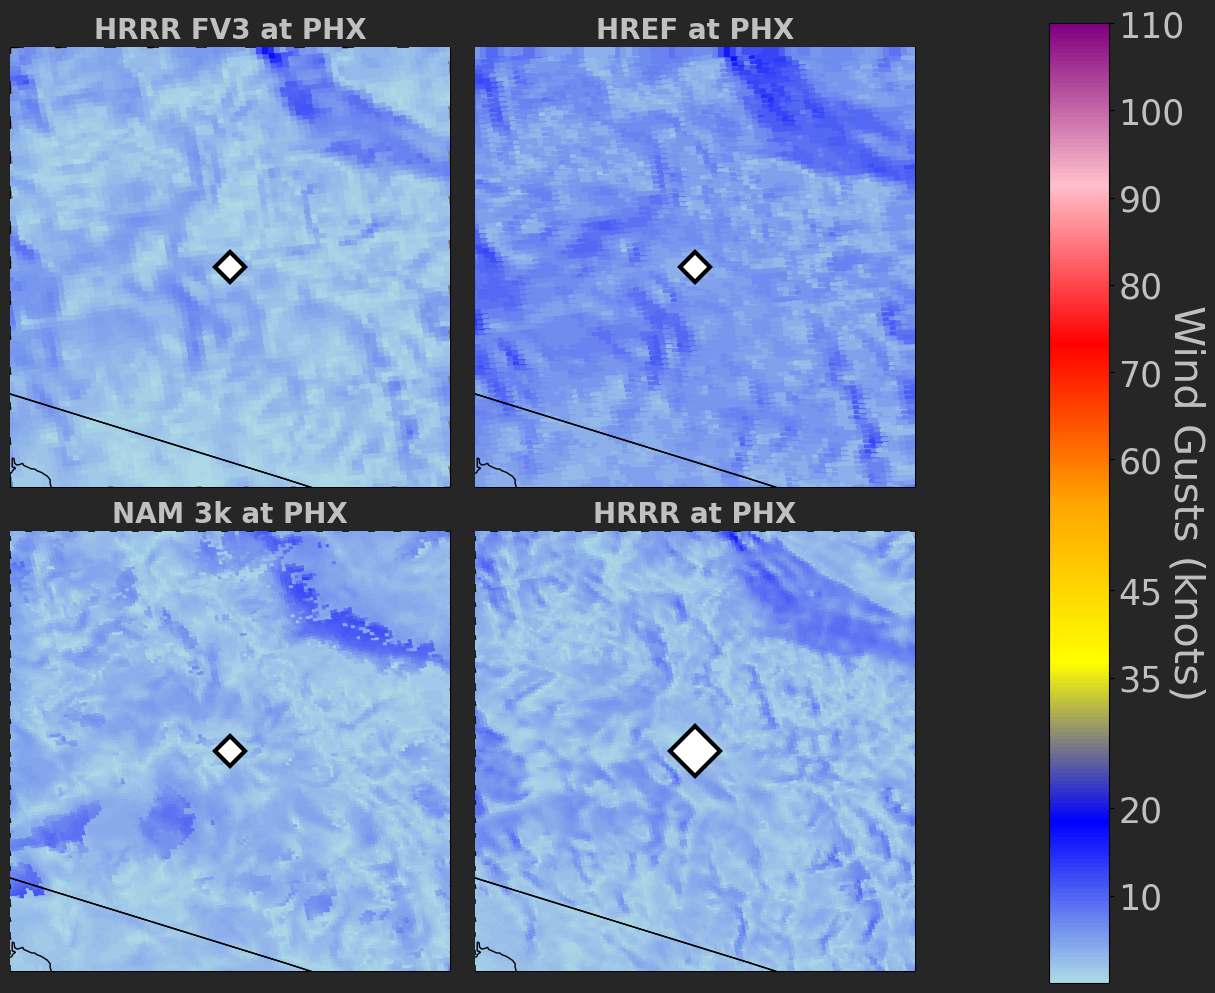 HRRR FV3 at PHX
HREF at PHX
NAM 3k at PHX
HRRR at PHX
110
100
90
80
70
60
45
35
20
10
Wind Gusts (knots)